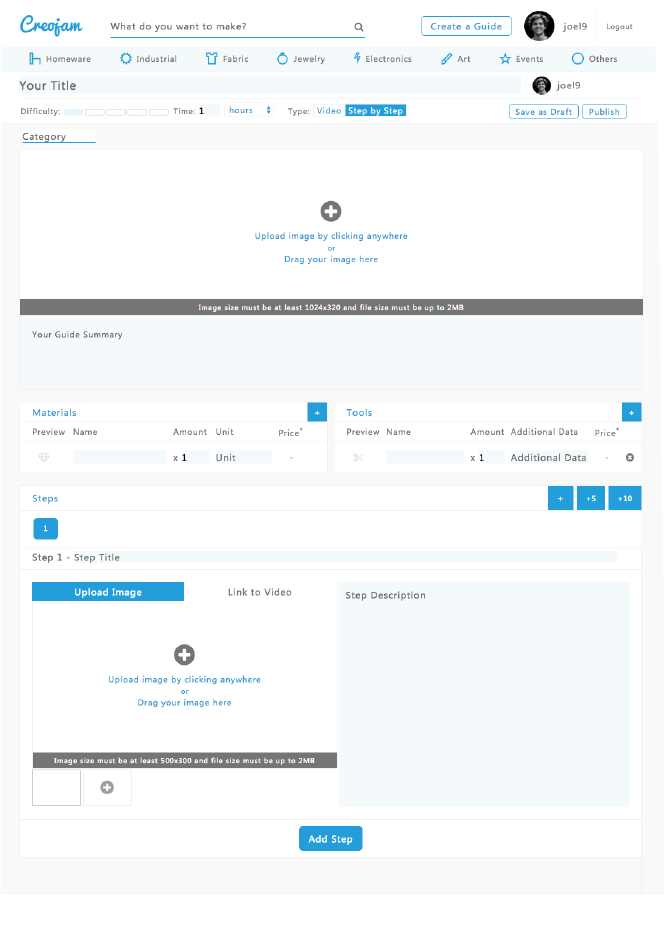 Creojam What do you want to make? Create a Guide joel9 Logout
Homeware Industrial Fabric Jewelry Electronics Art Events Others
Your Title joel9
Difficulty: Time: 1 hours Type: Video Step by Step Save as Draft Publish
Category
Upload image by clicking anywhere
or
Drag your image here
Image size must be at least 1024x320 and file size must be up to 2MB
Your Guide Summary
Materials +
Preview Name Amount Unit Price*
x 1 Unit -
Tools +
Preview Name Amount Additional Data Price*
x 1 Additional Data -
Steps + +5 +10
1
Step 1 - Step Title
Upload Image Link to Video
Upload image by clicking anywhere
or
Drag your image here
Image size must be at least 500x300 and file size must be up to 2MB
Step Description
Add Step